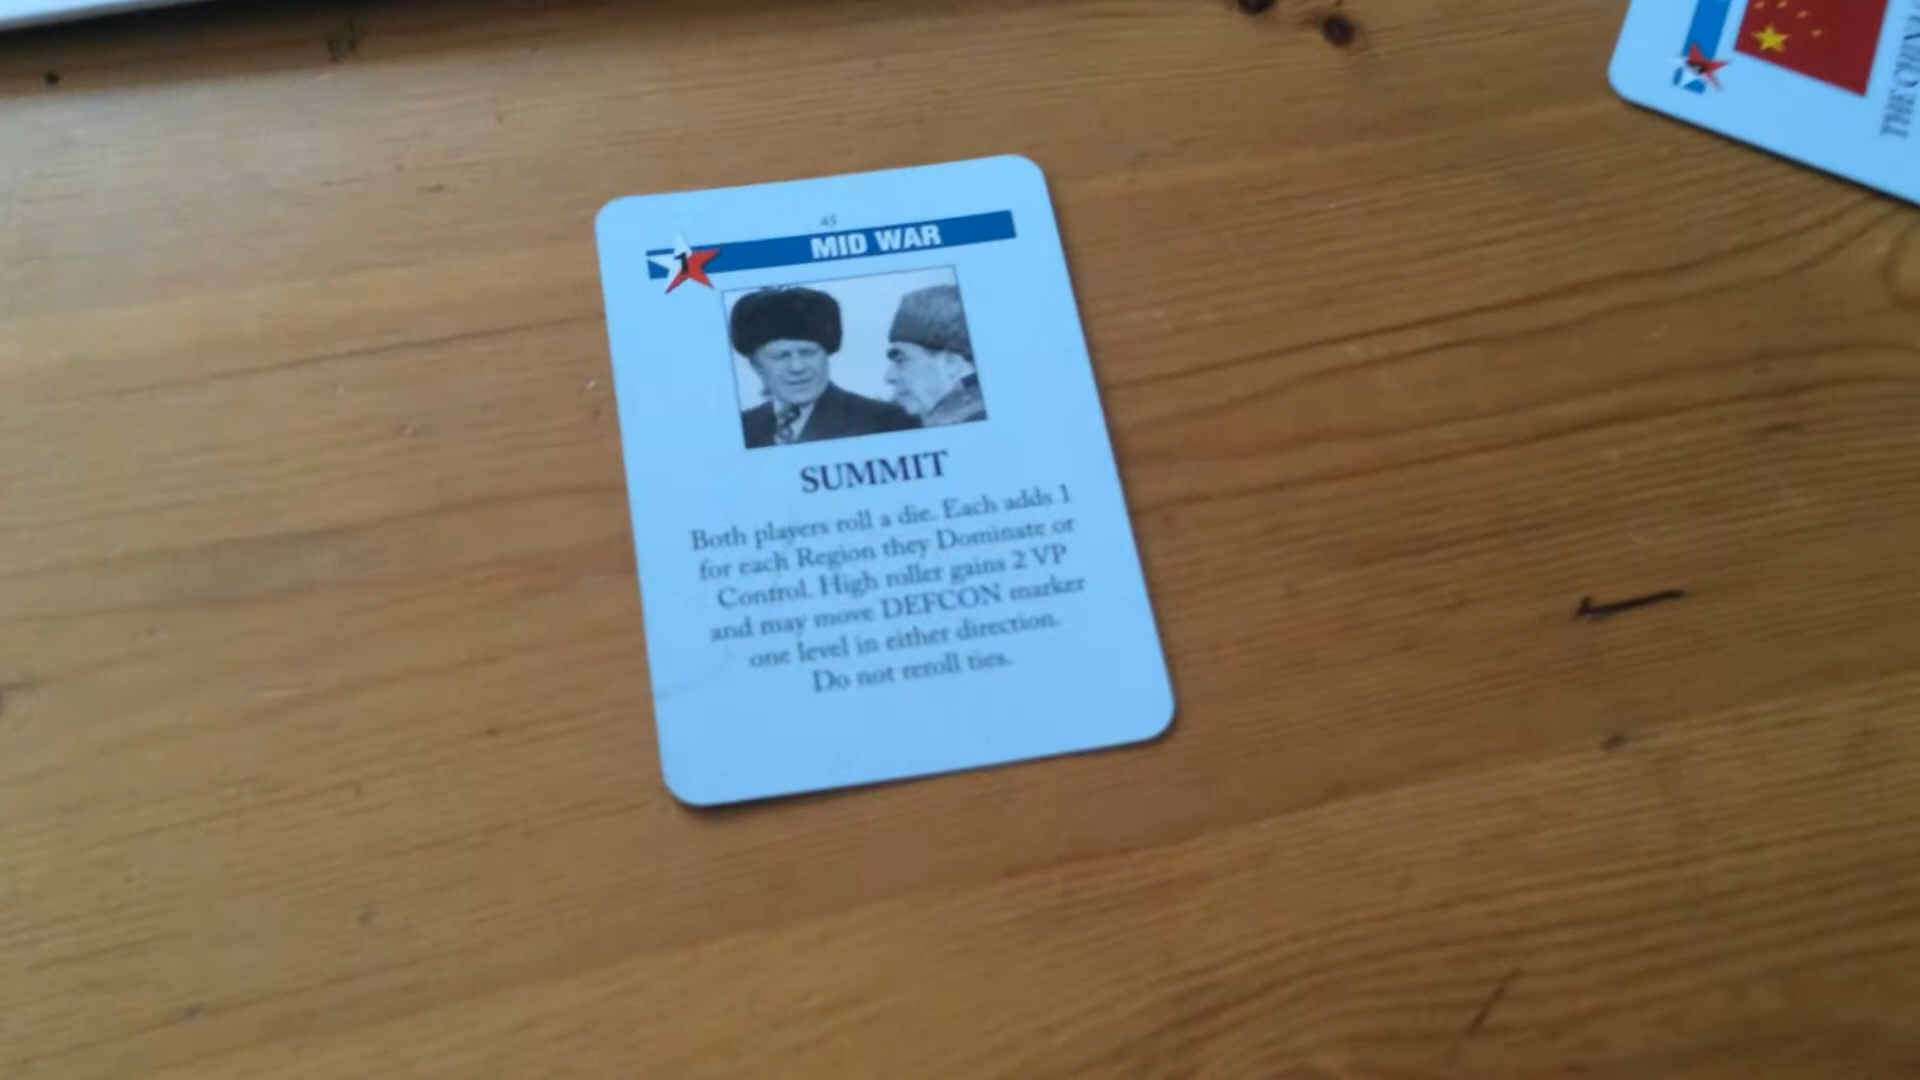 45
MID WAR
1
SUMMIT
Both players roll a die. Each adds 1
for each Region they Dominate or
Control. High roller gains 2 VP
and may move DEFCON marker
one level in either direction.
Do not reroll ties.
THE CHINA